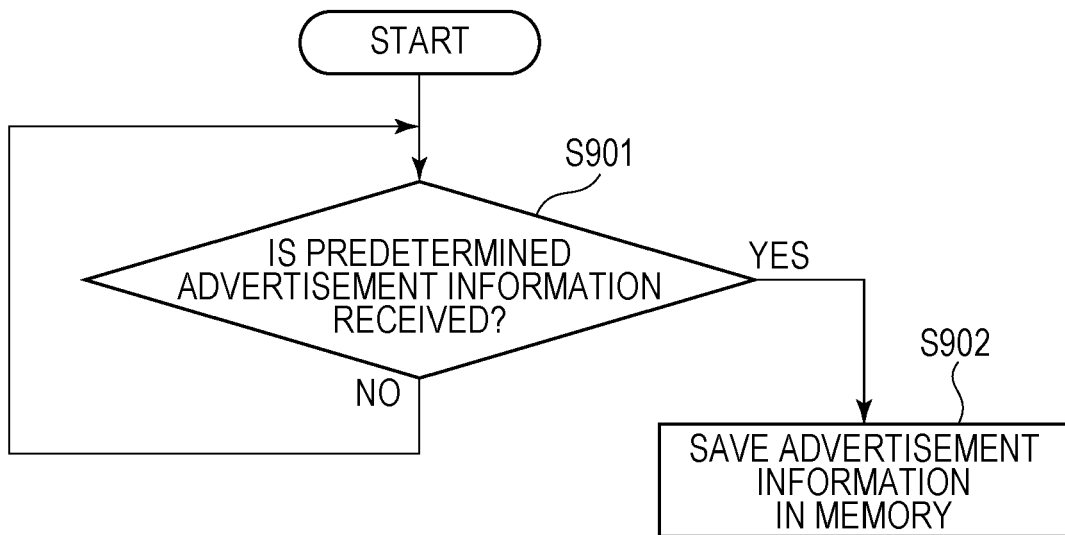 START
S901
IS PREDETERMINED
ADVERTISEMENT INFORMATION
RECEIVED?
YES
NO
S902
SAVE ADVERTISEMENT
INFORMATION
IN MEMORY